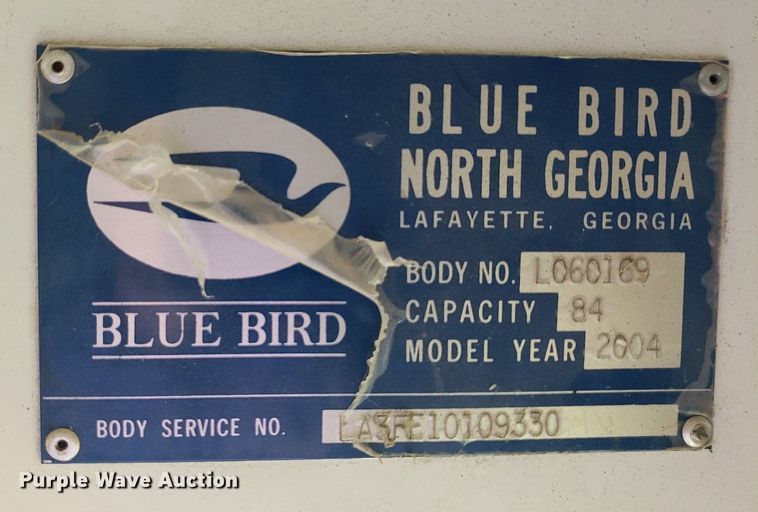 BLUE BIRD
BLUE BIRD
NORTH GEORGIA
LAFAYETTE, GEORGIA
BODY NO. L060169
CAPACITY 84
MODEL YEAR 2004
BODY SERVICE NO. LA3FE10109330
Purple Wave Auction